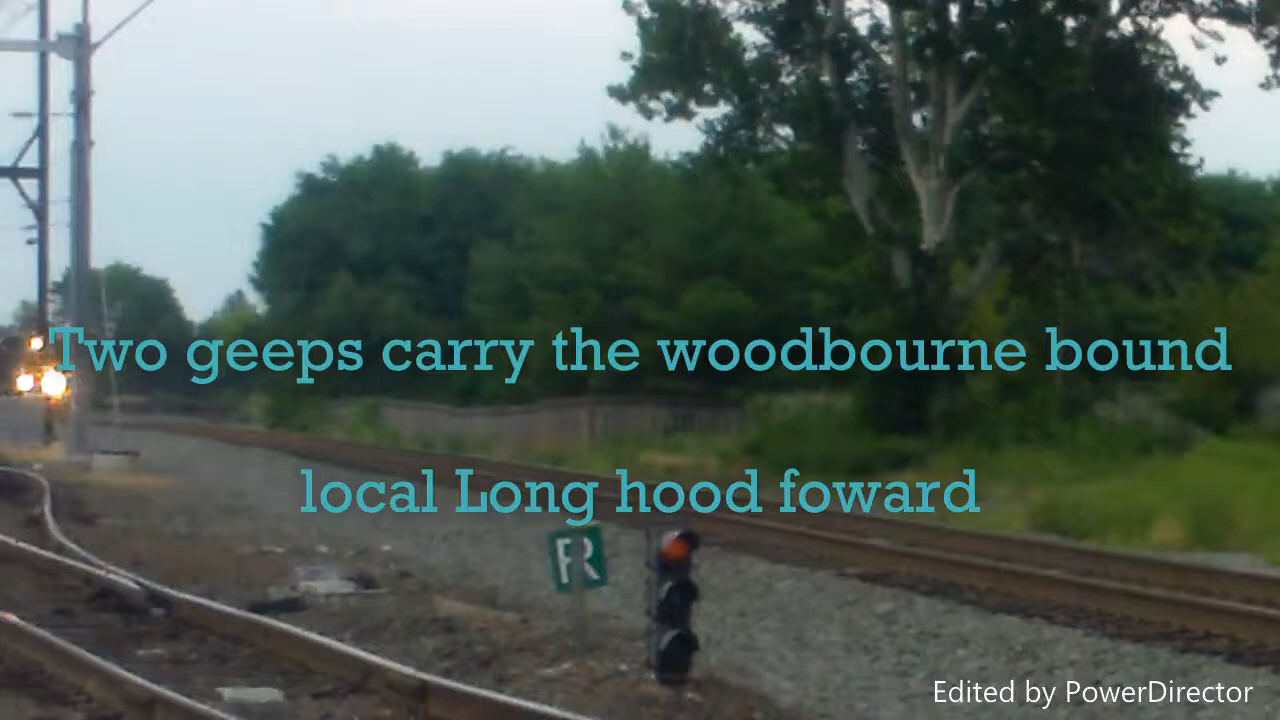 Two geeps carry the woodbourne bound
local Long hood foward
FR
Edited by PowerDirector